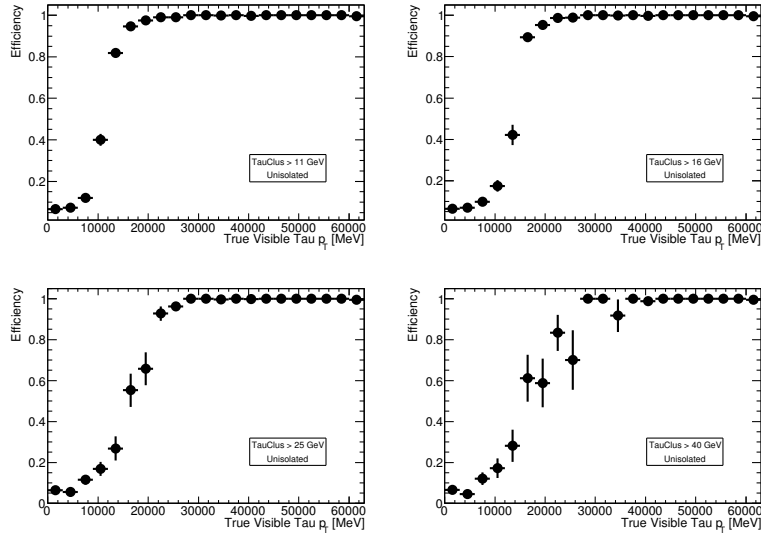 Efficiency
1
0.8
0.6
0.4
0.2
TauClus > 11 GeV
Unisolated
0 10000 20000 30000 40000 50000 60000
True Visible Tau p_T [MeV]
Efficiency
1
0.8
0.6
0.4
0.2
TauClus > 16 GeV
Unisolated
0 10000 20000 30000 40000 50000 60000
True Visible Tau p_T [MeV]
Efficiency
1
0.8
0.6
0.4
0.2
0
TauClus > 25 GeV
Unisolated
0 10000 20000 30000 40000 50000 60000
True Visible Tau p_T [MeV]
Efficiency
1
0.8
0.6
0.4
0.2
0
TauClus > 40 GeV
Unisolated
0 10000 20000 30000 40000 50000 60000
True Visible Tau p_T [MeV]